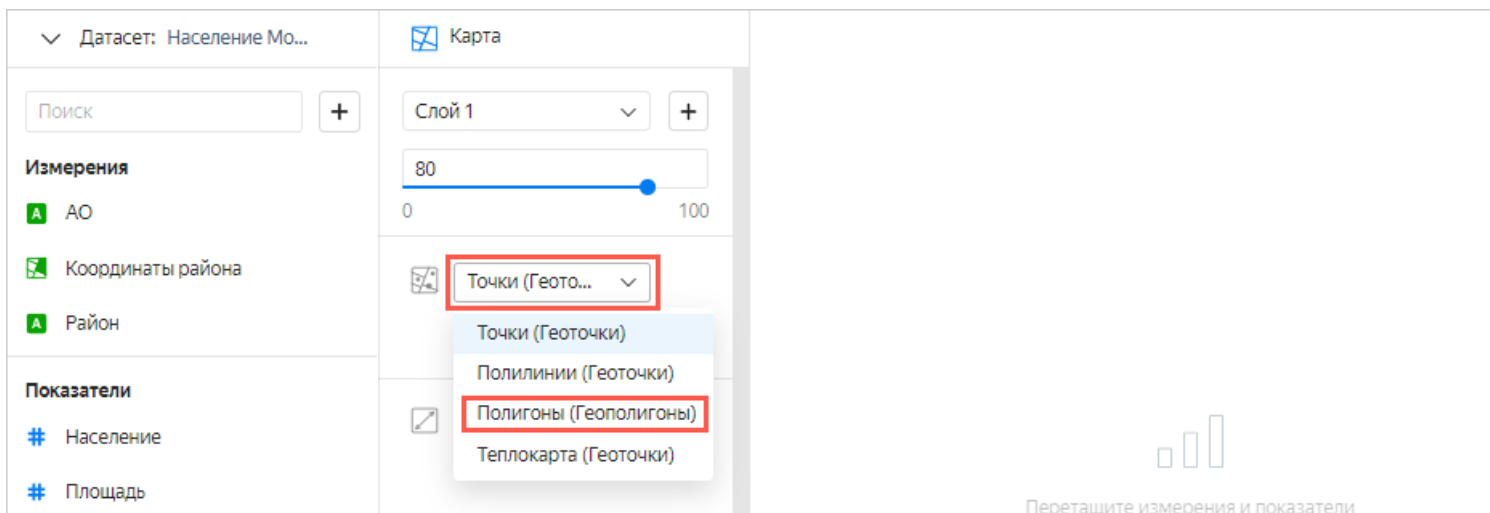 Датасет: Население Мо...
Карта
Поиск
Слой 1
80
0
100
Измерения
АО
Координаты района
Район
Точки (Геото...
Точки (Геоточки)
Полилинии (Геоточки)
Полигоны (Геополигоны)
Теплокарта (Геоточки)
Показатели
Население
Площадь
Перетащите измерения и показатели